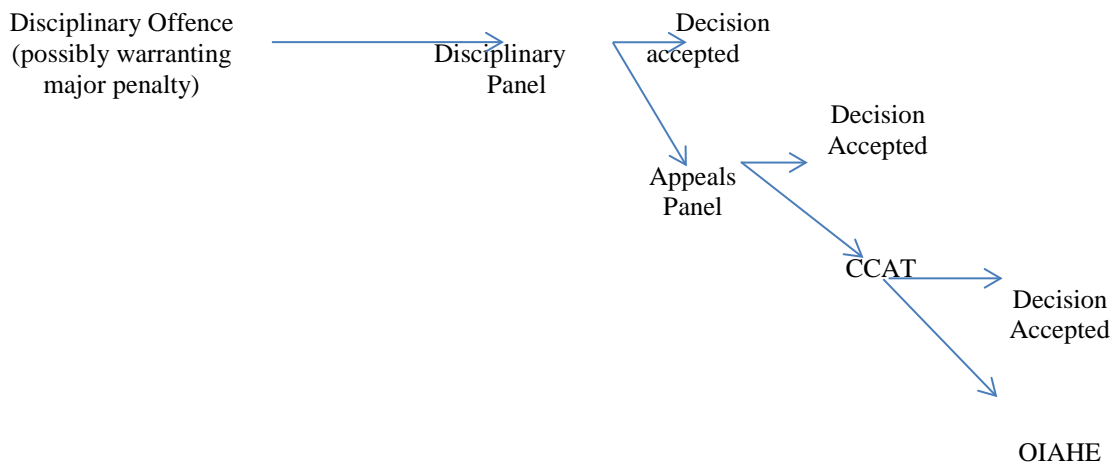 Disciplinary Offence
(possibly warranting
major penalty)
Disciplinary
Panel
Decision
accepted
Appeals
Panel
Decision
Accepted
CCAT
Decision
Accepted
OIAHE